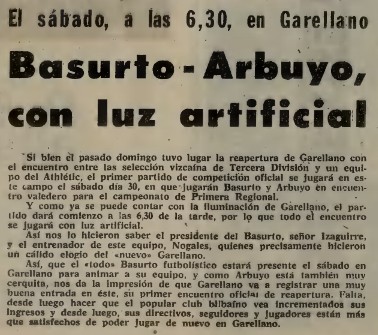 El sábado, a las 6,30, en Garellano
Basurto-Arbuyo,
con luz artificial
Si bien el pasado domingo tuvo lugar la reapertura de Garellano con
el encuentro entre las selección vizcaína de Tercera División y un equi-
po del Athlétic, el primer partido de competición oficial se jugará en es-
te campo el sábado día 30, en que jugarán Basurto y Arbuyo en encuen-
tro valedero para el campeonato de Primera Regional.
Y como ya se puede contar con la iluminación de Garellano, el par-
tido dará comienzo a las 6,30 de la tarde, por lo que todo el encuentro
se jugará con luz artificial.
Así nos lo hicieron saber el presidente del Basurto, señor Izaguirre,
y el entrenador de este equipo, Nogales, quienes precisamente hicieron
un cálido elogio del «nuevo» Garellano.
Así, que el «todo» Basurto futbolístico estará presente el sábado en
Garellano para animar a su equipo, y como Arbuyo está también muy
cerquita, nos da la impresión de que Garellano va a registrar una muy
buena entrada en éste, su primer encuentro oficial de reapertura. Falta,
desde luego hacer que el popular club bilbaíno vea incrementados sus
ingresos y desde luego, sus directivos, seguidores y jugadores están más
que satisfechos de poder jugar de nuevo en Garellano.